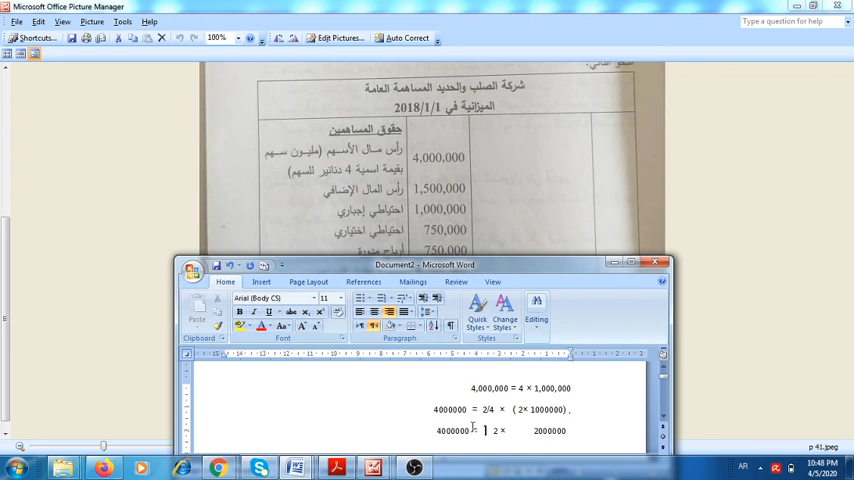 Microsoft Office Picture Manager
File Edit View Picture Tools Help
Type a question for help
Shortcuts... 100% Edit Pictures... Auto Correct
شركة الصلب والحديد المساهمة العامة
الميزانية في 2018/1/1
حقوق المساهمين
رأس مال الأسهم (مليون سهم
بقيمة اسمية 4 دنانير للسهم) 4,000,000
رأس المال الإضافي 1,500,000
احتياطي إجباري 1,000,000
احتياطي اختياري 750,000
أرباح مدورة 750,000
Document2 - Microsoft Word
Home Insert Page Layout References Mailings Review View
Paste
Arial (Body CS) 11
Quick Styles
Change Styles
Editing
Clipboard Font Paragraph Styles
4,000,000 = 4 × 1,000,000
4000000 = 2/4 × ( 2× 1000000) ,
4000000 = 2 × 2000000
p 41.jpeg
AR 10:48 PM
4/5/2020